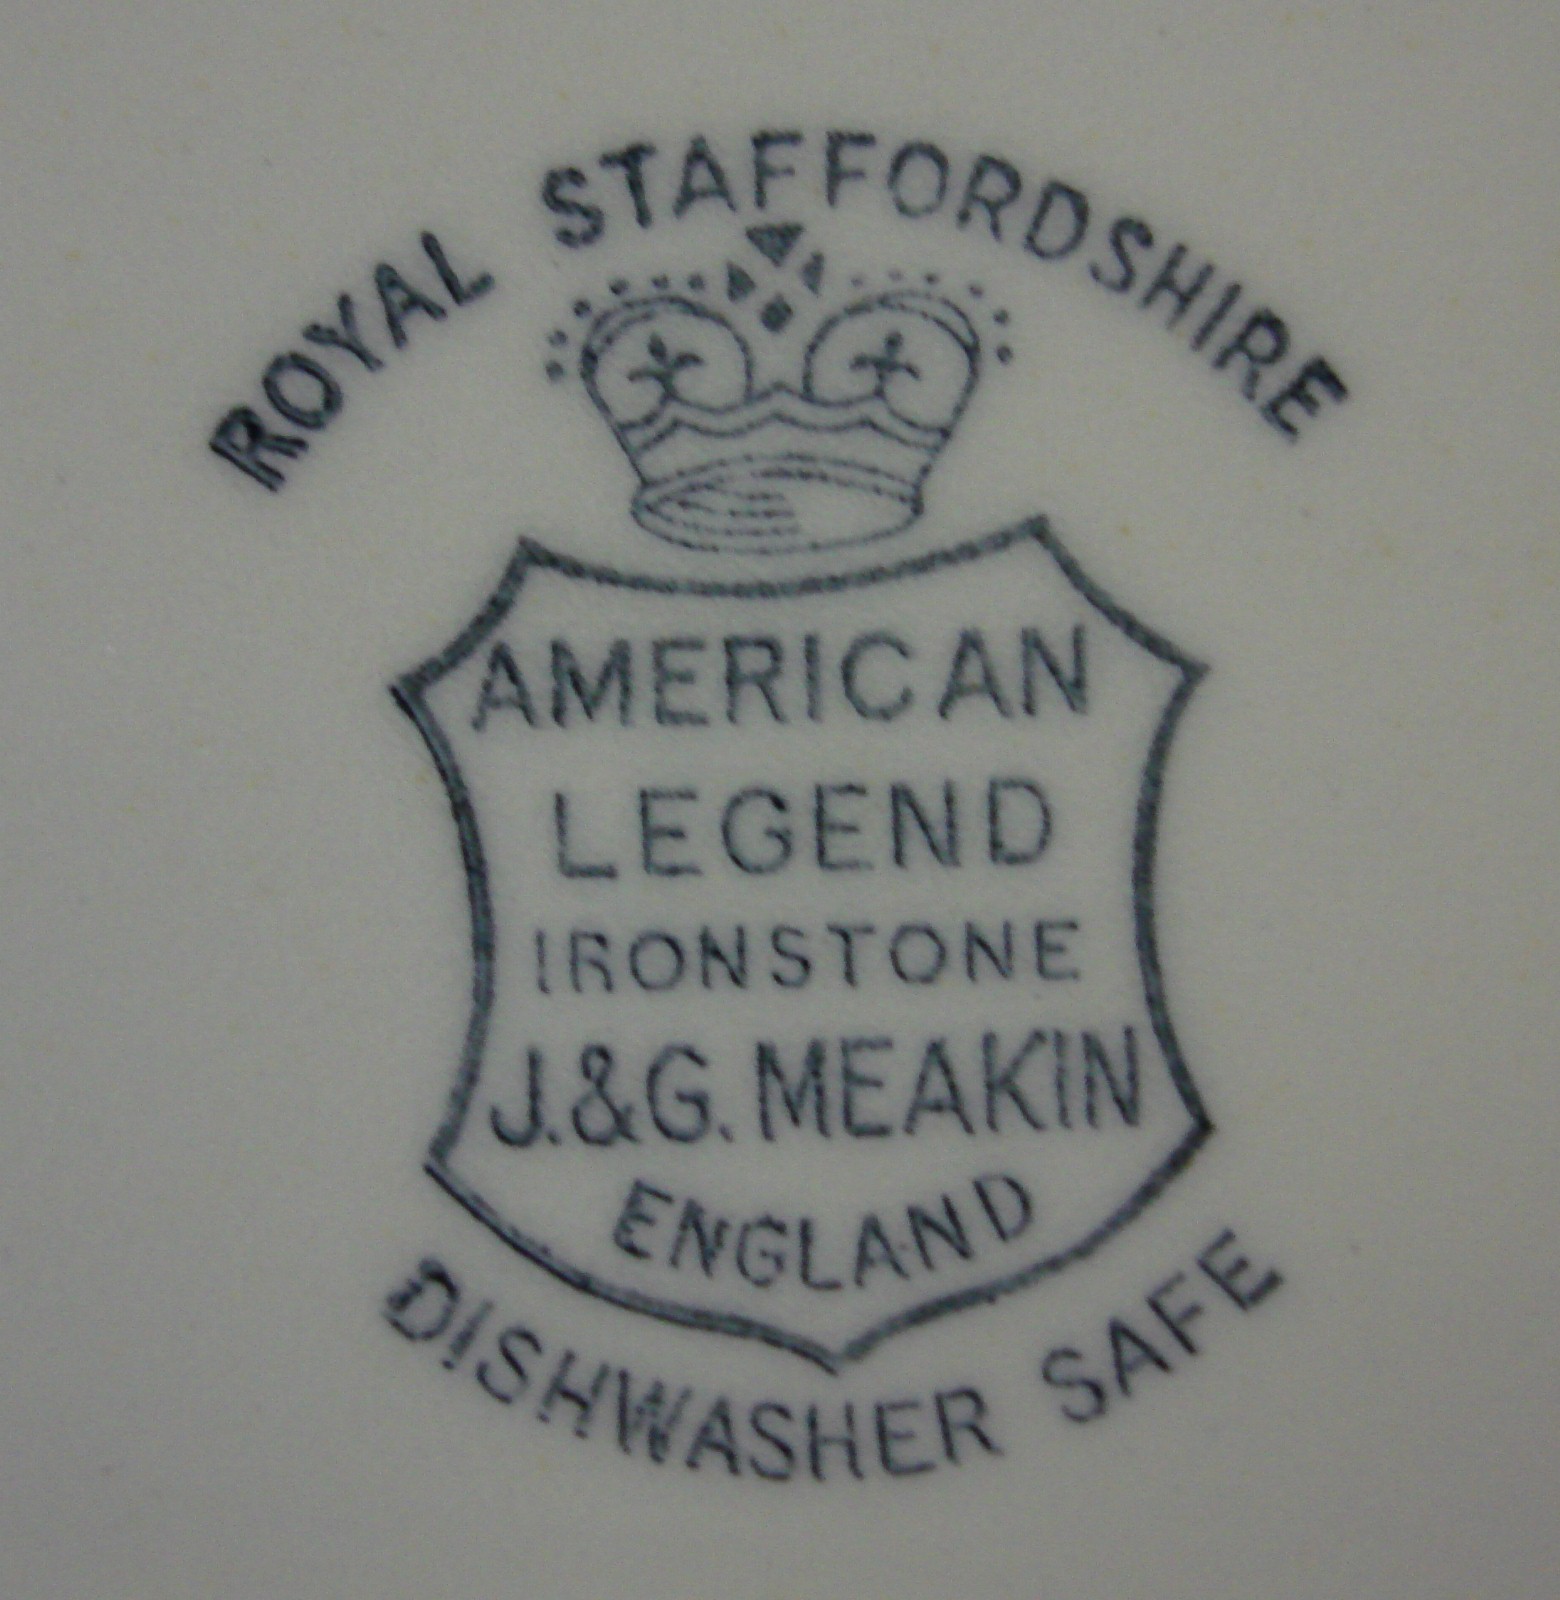 ROYAL STAFFORDSHIRE
AMERICAN
LEGEND
IRONSTONE
J.&G. MEAKIN
ENGLAND
DISHWASHER SAFE